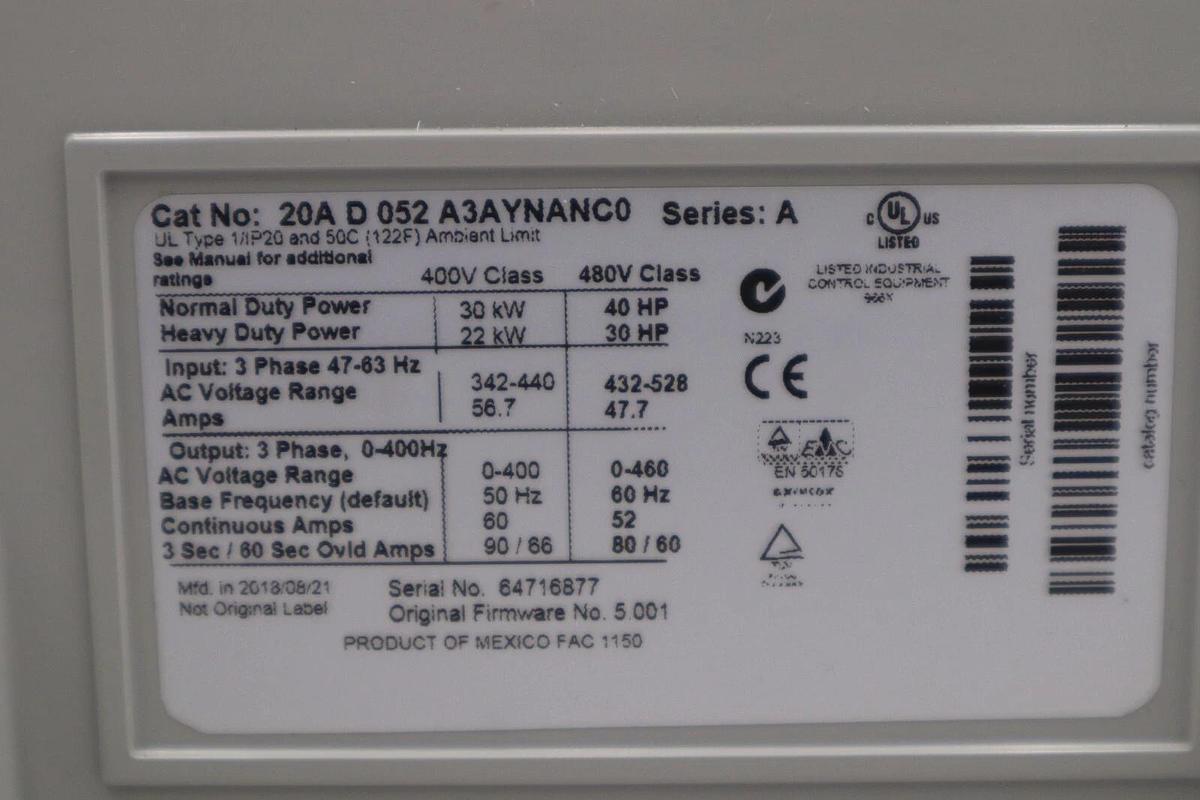 Cat No: 20A D 052 A3AYNANC0 Series: A
UL Type 1/IP20 and 50C (122F) Ambient Limit
See Manual for additional
ratings 400V Class 480V Class
Normal Duty Power 30 kW 40 HP
Heavy Duty Power 22 kW 30 HP
Input: 3 Phase 47-63 Hz
AC Voltage Range 342-440 432-528
Amps 56.7 47.7
Output: 3 Phase, 0-400Hz
AC Voltage Range 0-400 0-460
Base Frequency (default) 50 Hz 60 Hz
Continuous Amps 60 52
3 Sec / 60 Sec Ovld Amps 90 / 66 80 / 60
Mfd. in 2018/08/21 Serial No. 64716877
Not Original Label Original Firmware No. 5.001
PRODUCT OF MEXICO FAC 1150
C UL US
LISTED
LISTED INDUSTRIAL
CONTROL EQUIPMENT
966X
N223
CE
EMC
EN 50178
Serial number
catalog number